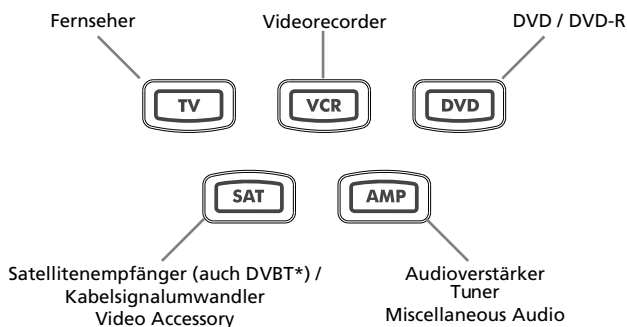 Fernseher
Videorecorder
DVD / DVD-R
TV
VCR
DVD
SAT
AMP
Satellitenempfänger (auch DVBT*) /
Kabelsignalumwandler
Video Accessory
Audioverstärker
Tuner
Miscellaneous Audio